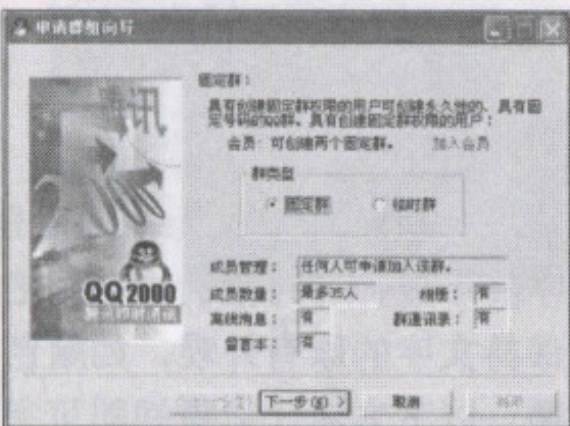 申请群组向导
固定群：
具有创建固定群权限的用户可创建永久性的、具有固
定号码的QQ群。具有创建固定群权限的用户：
会员：可创建两个固定群。 加入会员
群类型
固定群 临时群
成员管理： 任何人可申请加入该群。
成员数量： 最多35人 相册： 有
离线消息： 有 群通讯录： 有
留言本： 有
QQ2000
下一步(N) > 取消